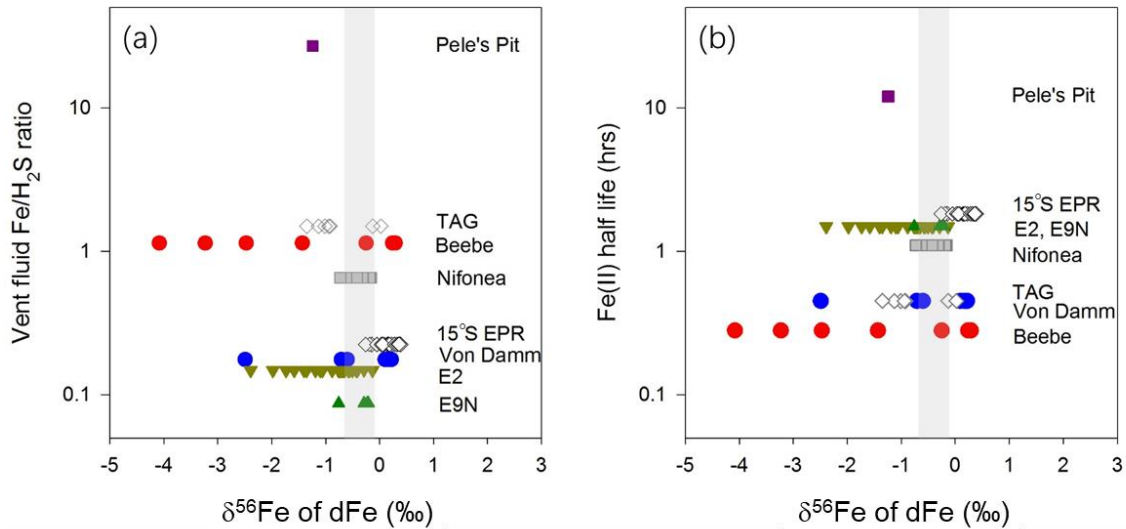 (a)
Vent fluid Fe/H₂S ratio
10
1
0.1
Pele's Pit
TAG
Beebe
Nifonea
15°S EPR
Von Damm
E2
E9N
-5 -4 -3 -2 -1 0 1 2 3
δ⁵⁶Fe of dFe (‰)
(b)
Fe(II) half life (hrs)
10
1
0.1
Pele's Pit
15°S EPR
E2, E9N
Nifonea
TAG
Von Damm
Beebe
-5 -4 -3 -2 -1 0 1 2 3
δ⁵⁶Fe of dFe (‰)